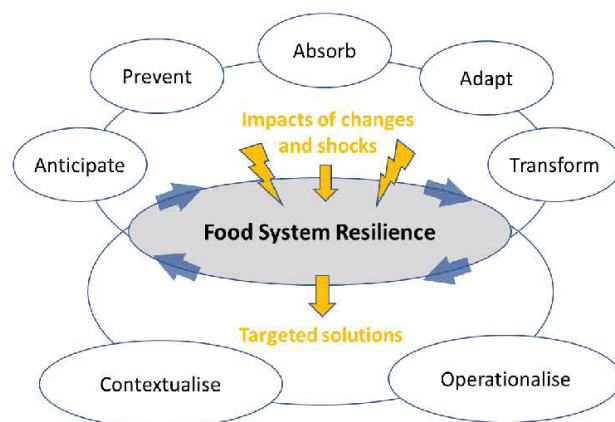 Absorb
Prevent
Adapt
Impacts of changes
and shocks
Anticipate
Transform
Food System Resilience
Targeted solutions
Contextualise
Operationalise